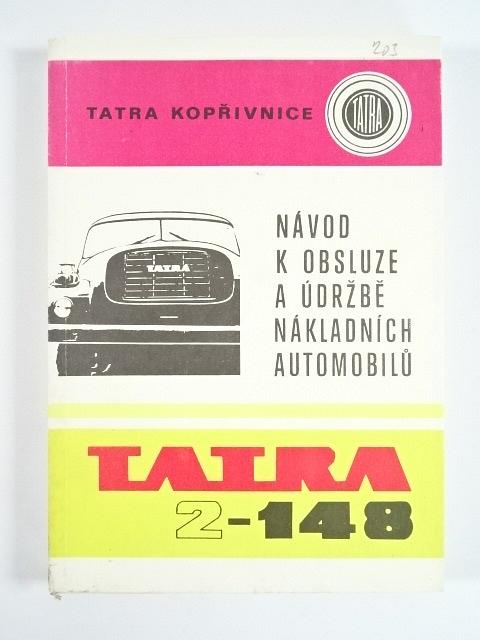 203
TATRA KOPŘIVNICE
TATRA
TATRA
NÁVOD
K OBSLUZE
A ÚDRŽBĚ
NÁKLADNÍCH
AUTOMOBILŮ
TATRA
2-148